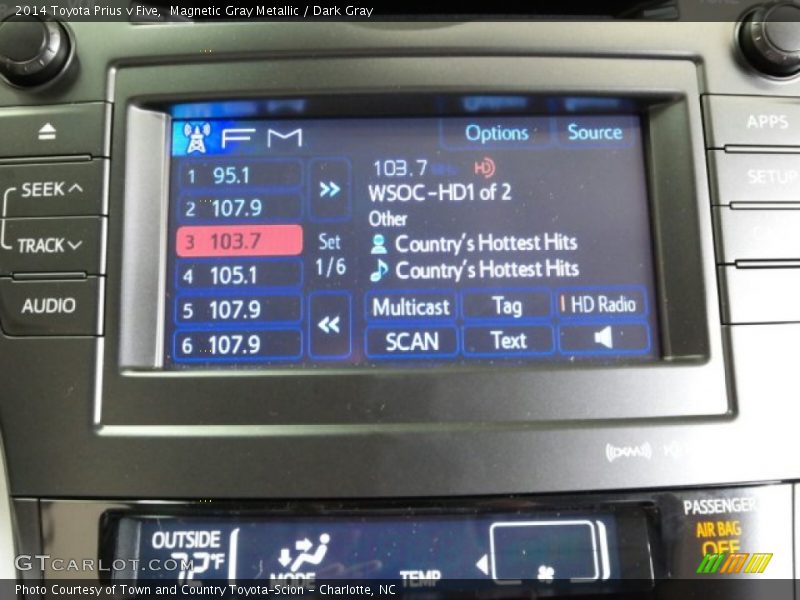 2014 Toyota Prius v Five,  Magnetic Gray Metallic / Dark Gray
APPS
SEEK
TRACK
AUDIO
SETUP
FM
Options
Source
1 95.1
2 107.9
3 103.7
4 105.1
5 107.9
6 107.9
Set
1/6
103.7
HD
WSOC-HD1 of 2
Other
Country's Hottest Hits
Country's Hottest Hits
Multicast
Tag
HD Radio
SCAN
Text
((XM))
OUTSIDE
72°F
MODE
TEMP
PASSENGER
AIR BAG
OFF
GTCARLOT.COM
Photo Courtesy of Town and Country Toyota-Scion - Charlotte, NC